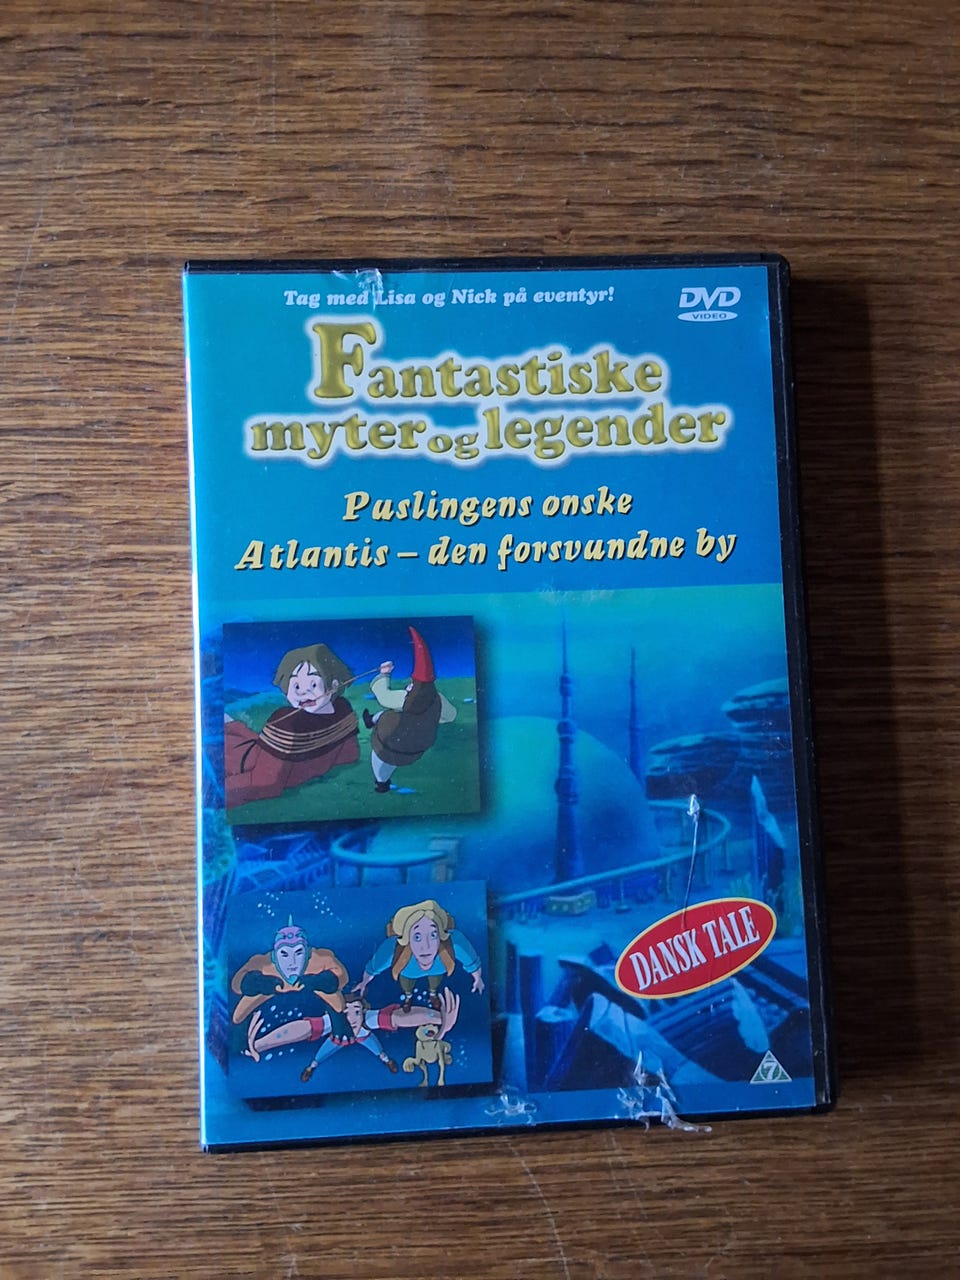 Tag med Lisa og Nick på eventyr!
DVD
VIDEO
Fantastiske
myter og legender
Puslingens onske
Atlantis – den forsvundne by
DANSK TALE
7